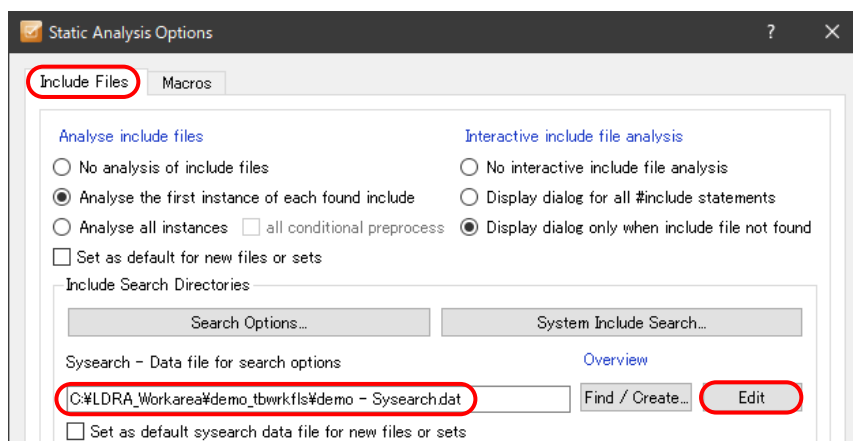 Static Analysis Options ?
Include Files Macros
Analyse include files
No analysis of include files
Analyse the first instance of each found include
Analyse all instances all conditional preprocess
Set as default for new files or sets
Interactive include file analysis
No interactive include file analysis
Display dialog for all #include statements
Display dialog only when include file not found
Include Search Directories
Search Options... System Include Search...
Sysearch - Data file for search options Overview
C:¥LDRA_Workarea¥demo_tbwrkfls¥demo - Sysearch.dat Find / Create... Edit
Set as default sysearch data file for new files or sets